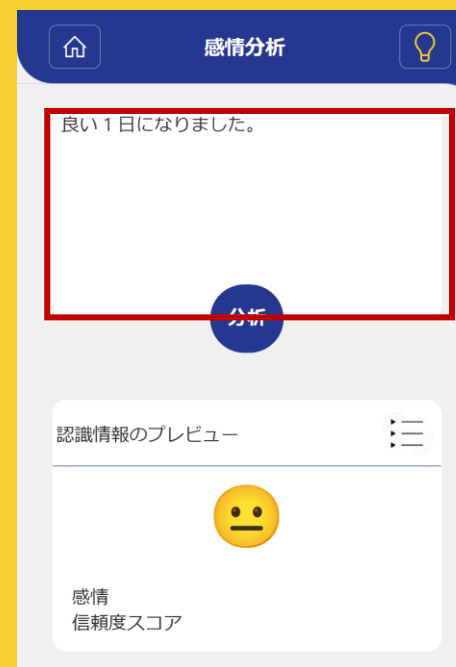 感情分析
良い１日になりました。
分析
認識情報のプレビュー
感情
信頼度スコア